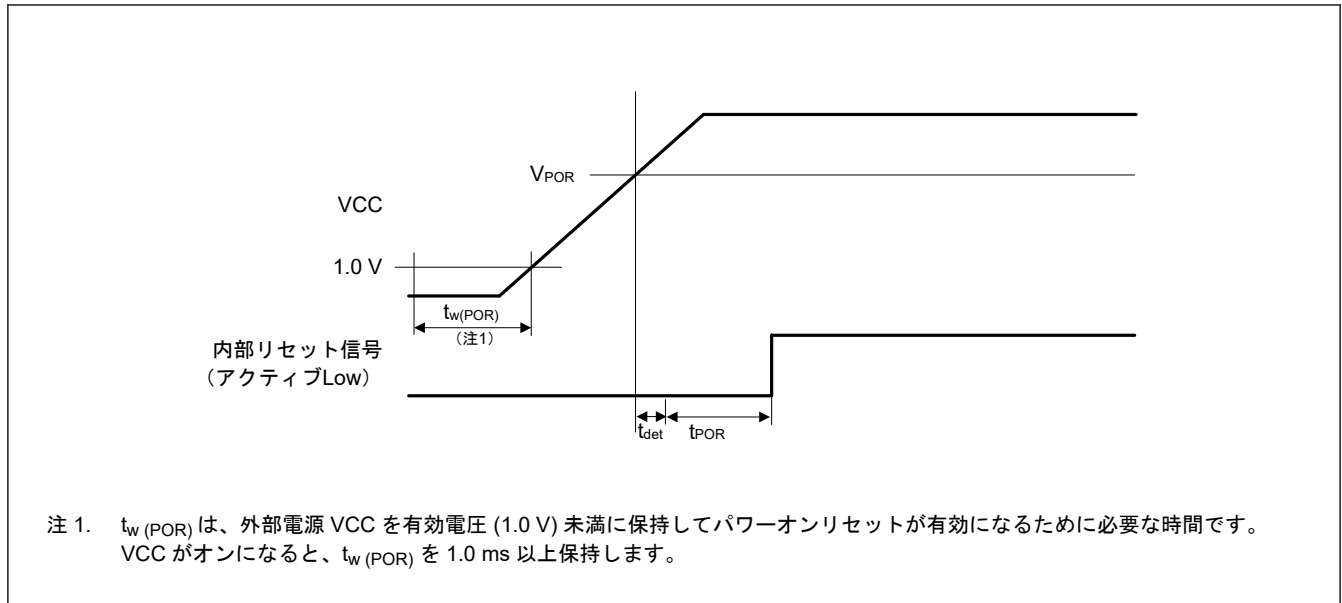 VPOR
VCC
1.0 V
tw(POR)
（注1）
内部リセット信号
（アクティブLow）
tdet
tPOR
注 1. tw (POR) は、外部電源 VCC を有効電圧 (1.0 V) 未満に保持してパワーオンリセットが有効になるために必要な時間です。
VCC がオンになると、tw (POR) を 1.0 ms 以上保持します。